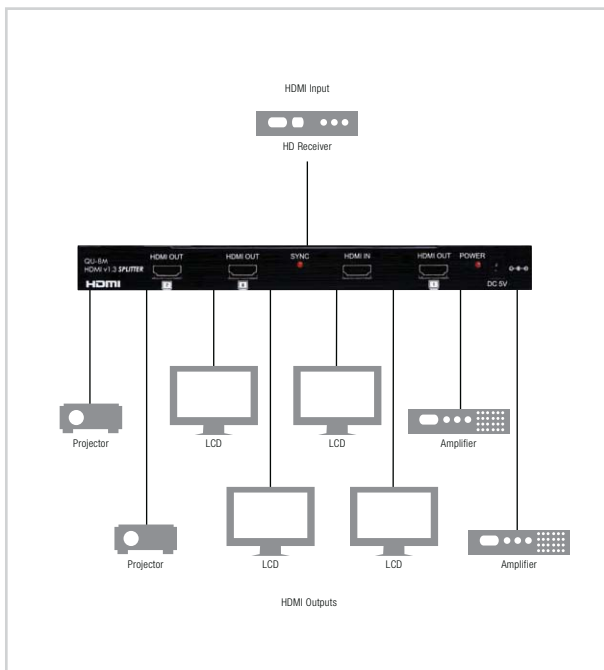 HDMI Input
HD Receiver
QU-8M
HDMI v1.3 SPLITTER
HDMI
HDMI OUT
HDMI OUT
SYNC
HDMI IN
HDMI OUT
POWER
DC 5V
Projector
LCD
LCD
Amplifier
Projector
LCD
LCD
Amplifier
HDMI Outputs